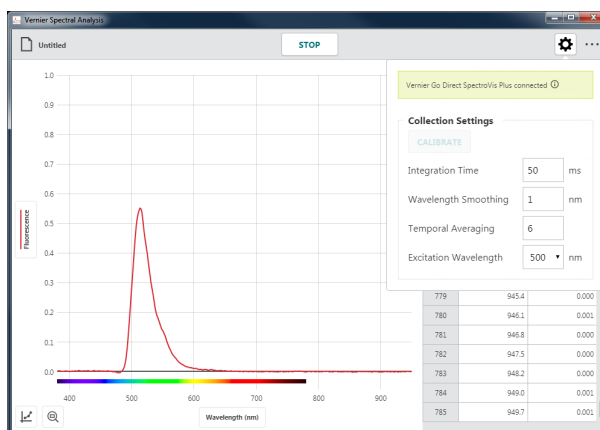 Vernier Spectral Analysis
Untitled
STOP
Vernier Go Direct SpectroVis Plus connected
Collection Settings
CALIBRATE
Integration Time 50 ms
Wavelength Smoothing 1 nm
Temporal Averaging 6
Excitation Wavelength 500 nm
1.0
0.9
0.8
0.7
0.6
0.5
0.4
0.3
0.2
0.1
0.0
Fluorescence
400 500 600 700 800 900
Wavelength (nm)
779 945.4 0.000
780 946.1 0.001
781 946.8 0.000
782 947.5 0.000
783 948.2 0.000
784 949.0 0.001
785 949.7 0.001